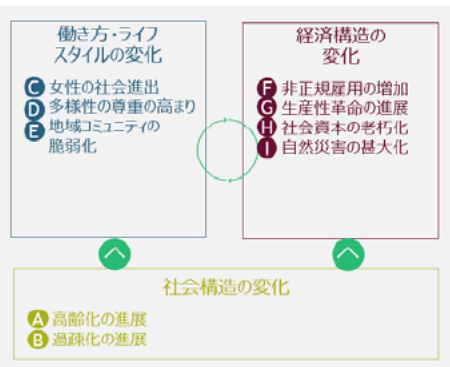 働き方・ライフ
スタイルの変化
C 女性の社会進出
D 多様性の尊重の高まり
E 地域コミュニティの
脆弱化
経済構造の
変化
F 非正規雇用の増加
G 生産性革命の進展
H 社会資本の老朽化
I 自然災害の甚大化
社会構造の変化
A 高齢化の進展
B 過疎化の進展